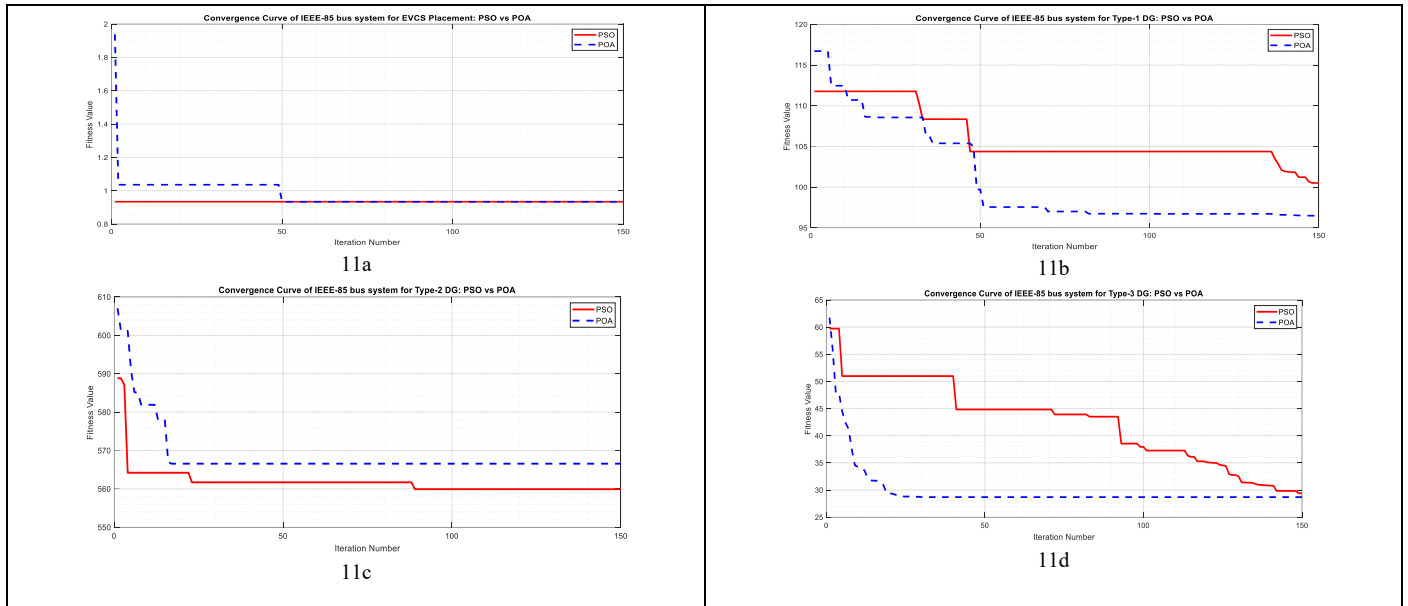 Convergence Curve of IEEE-85 bus system for EVCS Placement: PSO vs POA
2
1.8
1.6
1.4
1.2
1
0.8
Fitness Value
PSO
POA
0 50 100 150
Iteration Number
11a
Convergence Curve of IEEE-85 bus system for Type-1 DG: PSO vs POA
120
115
110
105
100
95
Fitness Value
PSO
POA
0 50 100 150
Iteration Number
11b
Convergence Curve of IEEE-85 bus system for Type-2 DG: PSO vs POA
610
600
590
580
570
560
550
Fitness Value
PSO
POA
0 50 100 150
Iteration Number
11c
Convergence Curve of IEEE-85 bus system for Type-3 DG: PSO vs POA
65
60
55
50
45
40
35
30
25
Fitness Value
PSO
POA
0 50 100 150
Iteration Number
11d